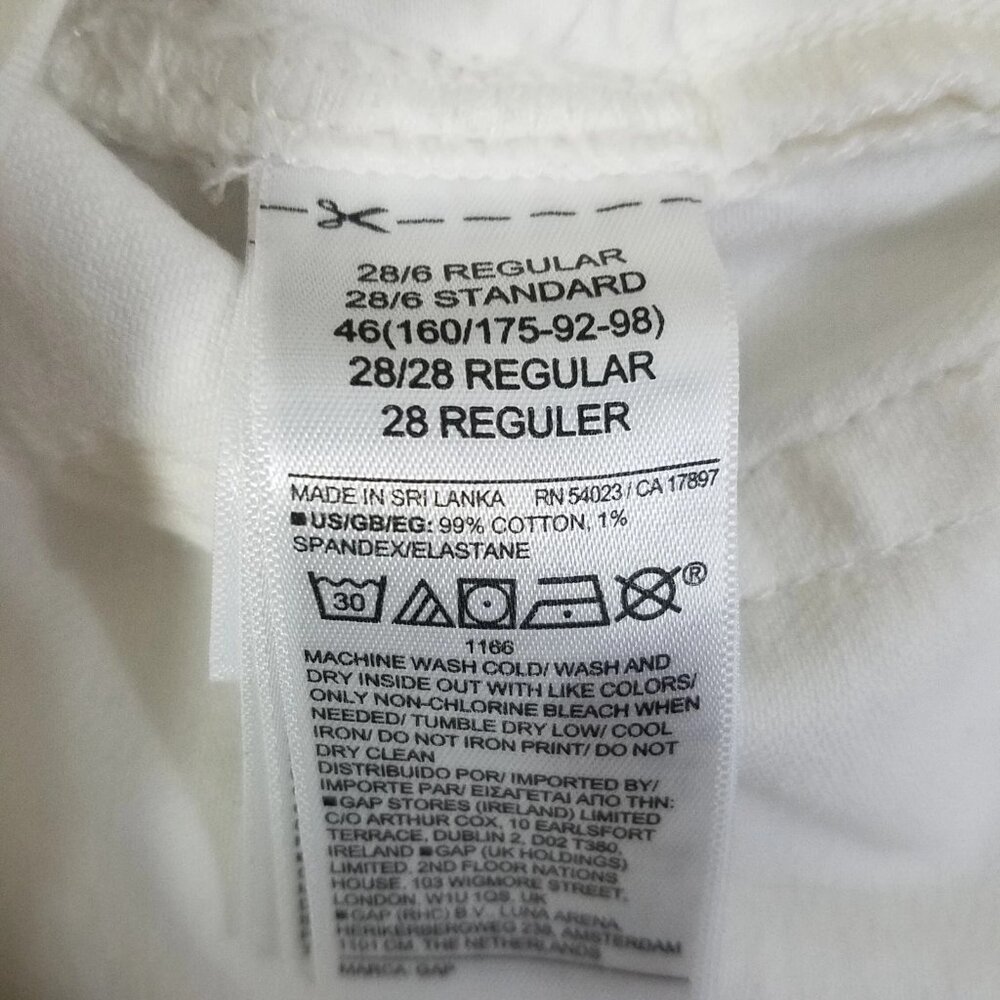 28/6 REGULAR
28/6 STANDARD
46(160/175-92-98)
28/28 REGULAR
28 REGULER
MADE IN SRI LANKA RN 54023 / CA 17897
■US/GB/EG: 99% COTTON, 1%
SPANDEX/ELASTANE
30 ®
1166
MACHINE WASH COLD/ WASH AND
DRY INSIDE OUT WITH LIKE COLORS/
ONLY NON-CHLORINE BLEACH WHEN
NEEDED/ TUMBLE DRY LOW/ COOL
IRON/ DO NOT IRON PRINT/ DO NOT
DRY CLEAN
DISTRIBUIDO POR/ IMPORTED BY/
IMPORTE PAR/ ΕΙΣΑΓΕΤΑΙ ΑΠΟ ΤΗΝ:
■GAP STORES (IRELAND) LIMITED
C/O ARTHUR COX, 10 EARLSFORT
TERRACE, DUBLIN 2, D02 T380,
IRELAND ■GAP (UK HOLDINGS)
LIMITED, 2ND FLOOR NATIONS
HOUSE, 103 WIGMORE STREET,
LONDON, W1U 1QS, UK
■GAP (RHC) B.V., LUNA ARENA,
HERIKERBERGWEG 238, AMSTERDAM
1101 CM, THE NETHERLANDS
MARCA: GAP